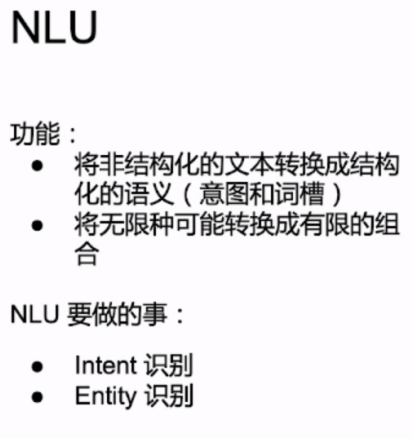 NLU
功能：
● 将非结构化的文本转换成结构
化的语义（意图和词槽）
● 将无限种可能转换成有限的组
合
NLU 要做的事：
● Intent 识别
● Entity 识别